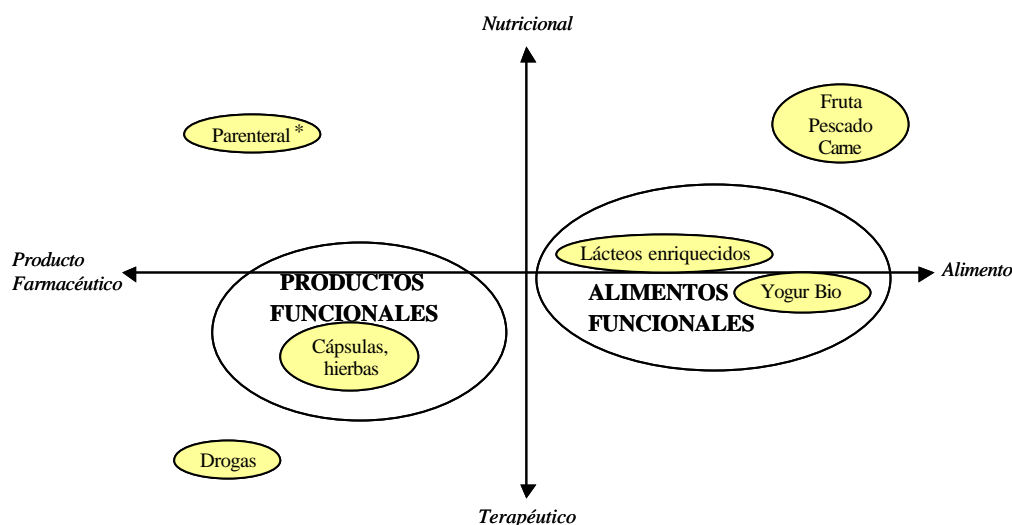 Nutricional
Fruta
Pescado
Carne
Parenteral *
Lácteos enriquecidos
Producto
Farmacéutico
Alimento
PRODUCTOS
FUNCIONALES
ALIMENTOS
FUNCIONALES
Yogur Bio
Cápsulas,
hierbas
Drogas
Terapéutico